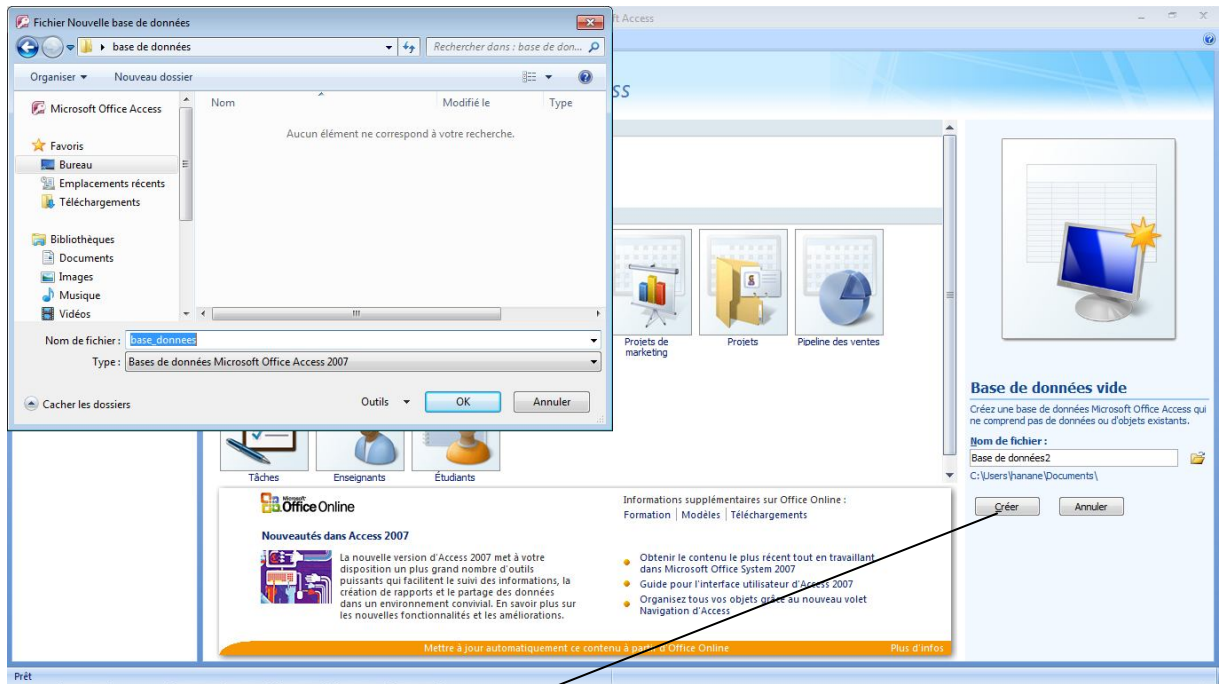 Fichier Nouvelle base de données
base de données
Rechercher dans : base de don...
Organiser
Nouveau dossier
Microsoft Office Access
Favoris
Bureau
Emplacements récents
Téléchargements
Bibliothèques
Documents
Images
Musique
Vidéos
Nom
Modifié le
Type
Aucun élément ne correspond à votre recherche.
Nom de fichier :
base_donnees
Type :
Bases de données Microsoft Office Access 2007
Cacher les dossiers
Outils
OK
Annuler
ft Access
ss
Projets de marketing
Projets
Pipeline des ventes
Tâches
Enseignants
Étudiants
Microsoft
Office Online
Nouveautés dans Access 2007
La nouvelle version d'Access 2007 met à votre
disposition un plus grand nombre d'outils
puissants qui facilitent le suivi des informations, la
création de rapports et le partage des données
dans un environnement convivial. En savoir plus sur
les nouvelles fonctionnalités et les améliorations.
Informations supplémentaires sur Office Online :
Formation | Modèles | Téléchargements
Obtenir le contenu le plus récent tout en travaillant
dans Microsoft Office System 2007
Guide pour l'interface utilisateur d'Access 2007
Organisez tous vos objets grâce au nouveau volet
Navigation d'Access
Mettre à jour automatiquement ce contenu à partir d'Office Online
Plus d'infos
Base de données vide
Créez une base de données Microsoft Office Access qui
ne comprend pas de données ou d'objets existants.
Nom de fichier :
Base de données2
C:\Users\hanane\Documents\
Créer
Annuler
Prêt